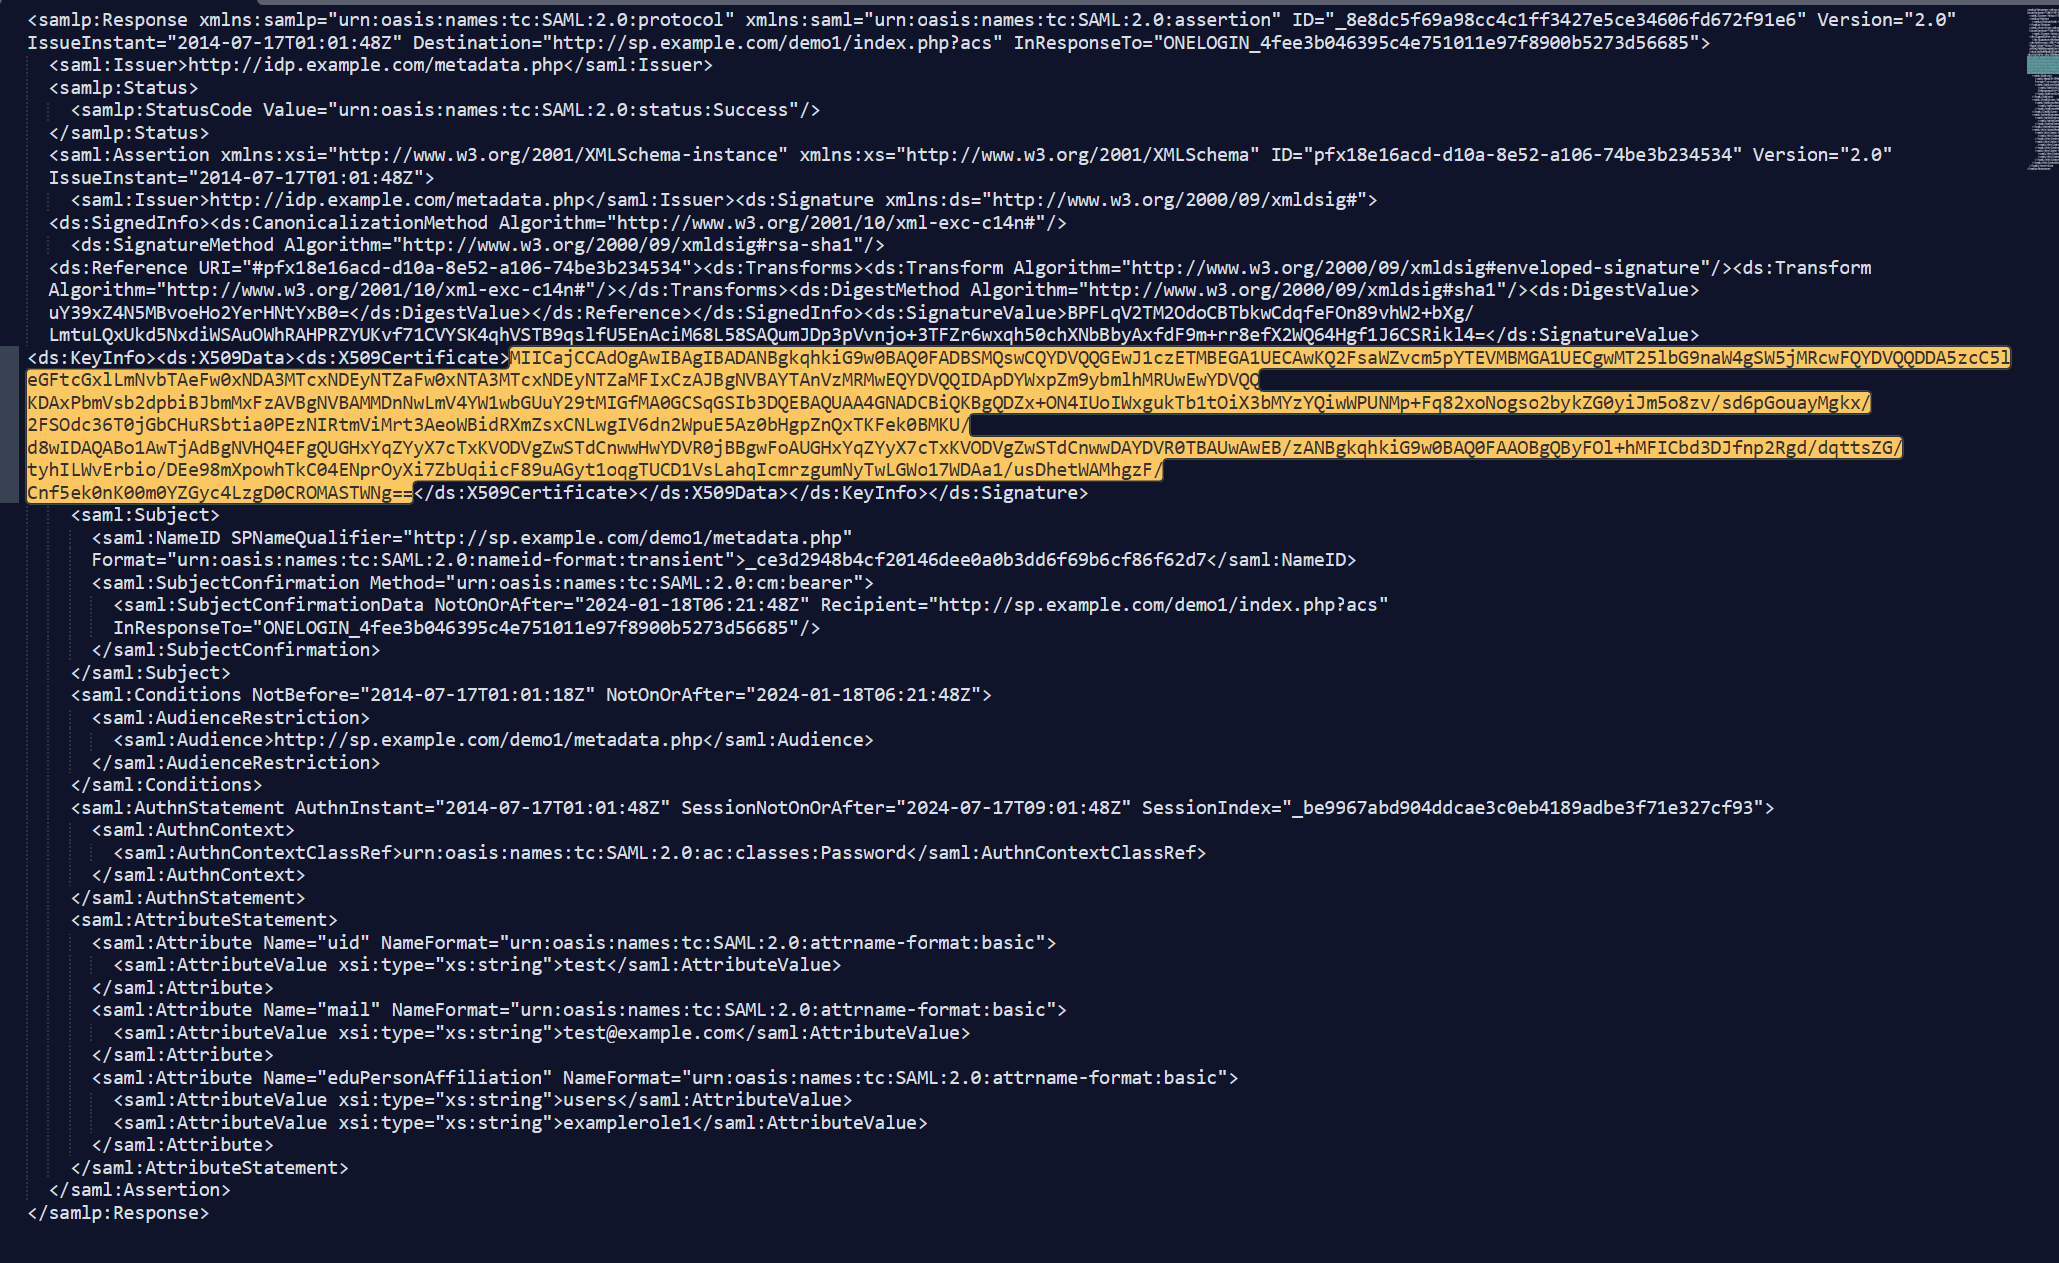 <samlp:Response xmlns:samlp="urn:oasis:names:tc:SAML:2.0:protocol" xmlns:saml="urn:oasis:names:tc:SAML:2.0:assertion" ID="_8e8dc5f69a98cc4c1ff3427e5ce34606fd672f91e6" Version="2.0"
IssueInstant="2014-07-17T01:01:48Z" Destination="http://sp.example.com/demo1/index.php?acs" InResponseTo="ONELOGIN_4fee3b046395c4e751011e97f8900b5273d56685">
<saml:Issuer>http://idp.example.com/metadata.php</saml:Issuer>
<samlp:Status>
<samlp:StatusCode Value="urn:oasis:names:tc:SAML:2.0:status:Success"/>
</samlp:Status>
<saml:Assertion xmlns:xsi="http://www.w3.org/2001/XMLSchema-instance" xmlns:xs="http://www.w3.org/2001/XMLSchema" ID="pfx18e16acd-d10a-8e52-a106-74be3b234534" Version="2.0"
IssueInstant="2014-07-17T01:01:48Z">
<saml:Issuer>http://idp.example.com/metadata.php</saml:Issuer><ds:Signature xmlns:ds="http://www.w3.org/2000/09/xmldsig#">
<ds:SignedInfo><ds:CanonicalizationMethod Algorithm="http://www.w3.org/2001/10/xml-exc-c14n#"/>
<ds:SignatureMethod Algorithm="http://www.w3.org/2000/09/xmldsig#rsa-sha1"/>
<ds:Reference URI="#pfx18e16acd-d10a-8e52-a106-74be3b234534"><ds:Transforms><ds:Transform Algorithm="http://www.w3.org/2000/09/xmldsig#enveloped-signature"/><ds:Transform
Algorithm="http://www.w3.org/2001/10/xml-exc-c14n#"/></ds:Transforms><ds:DigestMethod Algorithm="http://www.w3.org/2000/09/xmldsig#sha1"/><ds:DigestValue>
uY39xZ4N5MBvoeHo2YerHNtYxB0=</ds:DigestValue></ds:Reference></ds:SignedInfo><ds:SignatureValue>BPFLqV2TM2OdoCBTbkwCdqfeFOn89vhW2+bXg/
LmtuLQxUkd5NxdiWSAuOWhRAHPRZYUKvf71CVYSK4qhVSTB9qslfU5EnAciM68L58SAQumJDp3pVvnjo+3TFZr6wxqh50chXNbBbyAxfdF9m+rr8efX2WQ64Hgf1J6CSRikl4=</ds:SignatureValue>
<ds:KeyInfo><ds:X509Data><ds:X509Certificate>MIICajCCAdOgAwIBAgIBADANBgkqhkiG9w0BAQ0FADBSMQswCQYDVQQGEwJ1czETMBEGA1UECAwKQ2FsaWZvcm5pYTEVMBMGA1UECgwMT25lbG9naW4gSW5jMRcwFQYDVQQDDA5zcC5l
eGFtcGxlLmNvbTAeFw0xNDA3MTcxNDEyNTZaFw0xNTA3MTcxNDEyNTZaMFIxCzAJBgNVBAYTAnVzMRMwEQYDVQQIDApDYWxpZm9ybmlhMRUwEwYDVQQ
KDAxPbmVsb2dpbiBJbmMxFzAVBgNVBAMMDnNwLmV4YW1wbGUuY29tMIGfMA0GCSqGSIb3DQEBAQUAA4GNADCBiQKBgQDZx+ON4IUoIWxgukTb1tOiX3bMYzYQiwWPUNMp+Fq82xoNogso2bykZG0yiJm5o8zv/sd6pGouayMgkx/
2FSOdc36T0jGbCHuRSbtia0PEzNIRtmViMrt3AeoWBidRXmZsxCNLwgIV6dn2WpuE5Az0bHgpZnQxTKFek0BMKU/
d8wIDAQABo1AwTjAdBgNVHQ4EFgQUGHxYqZYyX7cTxKVODVgZwSTdCnwwHwYDVR0jBBgwFoAUGHxYqZYyX7cTxKVODVgZwSTdCnwwDAYDVR0TBAUwAwEB/zANBgkqhkiG9w0BAQ0FAAOBgQByFOl+hMFICbd3DJfnp2Rgd/dqttsZG/
tyhILWvErbio/DEe98mXpowhTkC04ENprOyXi7ZbUqiicF89uAGyt1oqgTUCD1VsLahqIcmrzgumNyTwLGWo17WDAa1/usDhetWAMhgzF/
Cnf5ek0nK00m0YZGyc4LzgD0CROMASTWNg==</ds:X509Certificate></ds:X509Data></ds:KeyInfo></ds:Signature>
<saml:Subject>
<saml:NameID SPNameQualifier="http://sp.example.com/demo1/metadata.php"
Format="urn:oasis:names:tc:SAML:2.0:nameid-format:transient">_ce3d2948b4cf20146dee0a0b3dd6f69b6cf86f62d7</saml:NameID>
<saml:SubjectConfirmation Method="urn:oasis:names:tc:SAML:2.0:cm:bearer">
<saml:SubjectConfirmationData NotOnOrAfter="2024-01-18T06:21:48Z" Recipient="http://sp.example.com/demo1/index.php?acs"
InResponseTo="ONELOGIN_4fee3b046395c4e751011e97f8900b5273d56685"/>
</saml:SubjectConfirmation>
</saml:Subject>
<saml:Conditions NotBefore="2014-07-17T01:01:18Z" NotOnOrAfter="2024-01-18T06:21:48Z">
<saml:AudienceRestriction>
<saml:Audience>http://sp.example.com/demo1/metadata.php</saml:Audience>
</saml:AudienceRestriction>
</saml:Conditions>
<saml:AuthnStatement AuthnInstant="2014-07-17T01:01:48Z" SessionNotOnOrAfter="2024-07-17T09:01:48Z" SessionIndex="_be9967abd904ddcae3c0eb4189adbe3f71e327cf93">
<saml:AuthnContext>
<saml:AuthnContextClassRef>urn:oasis:names:tc:SAML:2.0:ac:classes:Password</saml:AuthnContextClassRef>
</saml:AuthnContext>
</saml:AuthnStatement>
<saml:AttributeStatement>
<saml:Attribute Name="uid" NameFormat="urn:oasis:names:tc:SAML:2.0:attrname-format:basic">
<saml:AttributeValue xsi:type="xs:string">test</saml:AttributeValue>
</saml:Attribute>
<saml:Attribute Name="mail" NameFormat="urn:oasis:names:tc:SAML:2.0:attrname-format:basic">
<saml:AttributeValue xsi:type="xs:string">test@example.com</saml:AttributeValue>
</saml:Attribute>
<saml:Attribute Name="eduPersonAffiliation" NameFormat="urn:oasis:names:tc:SAML:2.0:attrname-format:basic">
<saml:AttributeValue xsi:type="xs:string">users</saml:AttributeValue>
<saml:AttributeValue xsi:type="xs:string">examplerole1</saml:AttributeValue>
</saml:Attribute>
</saml:AttributeStatement>
</saml:Assertion>
</samlp:Response>